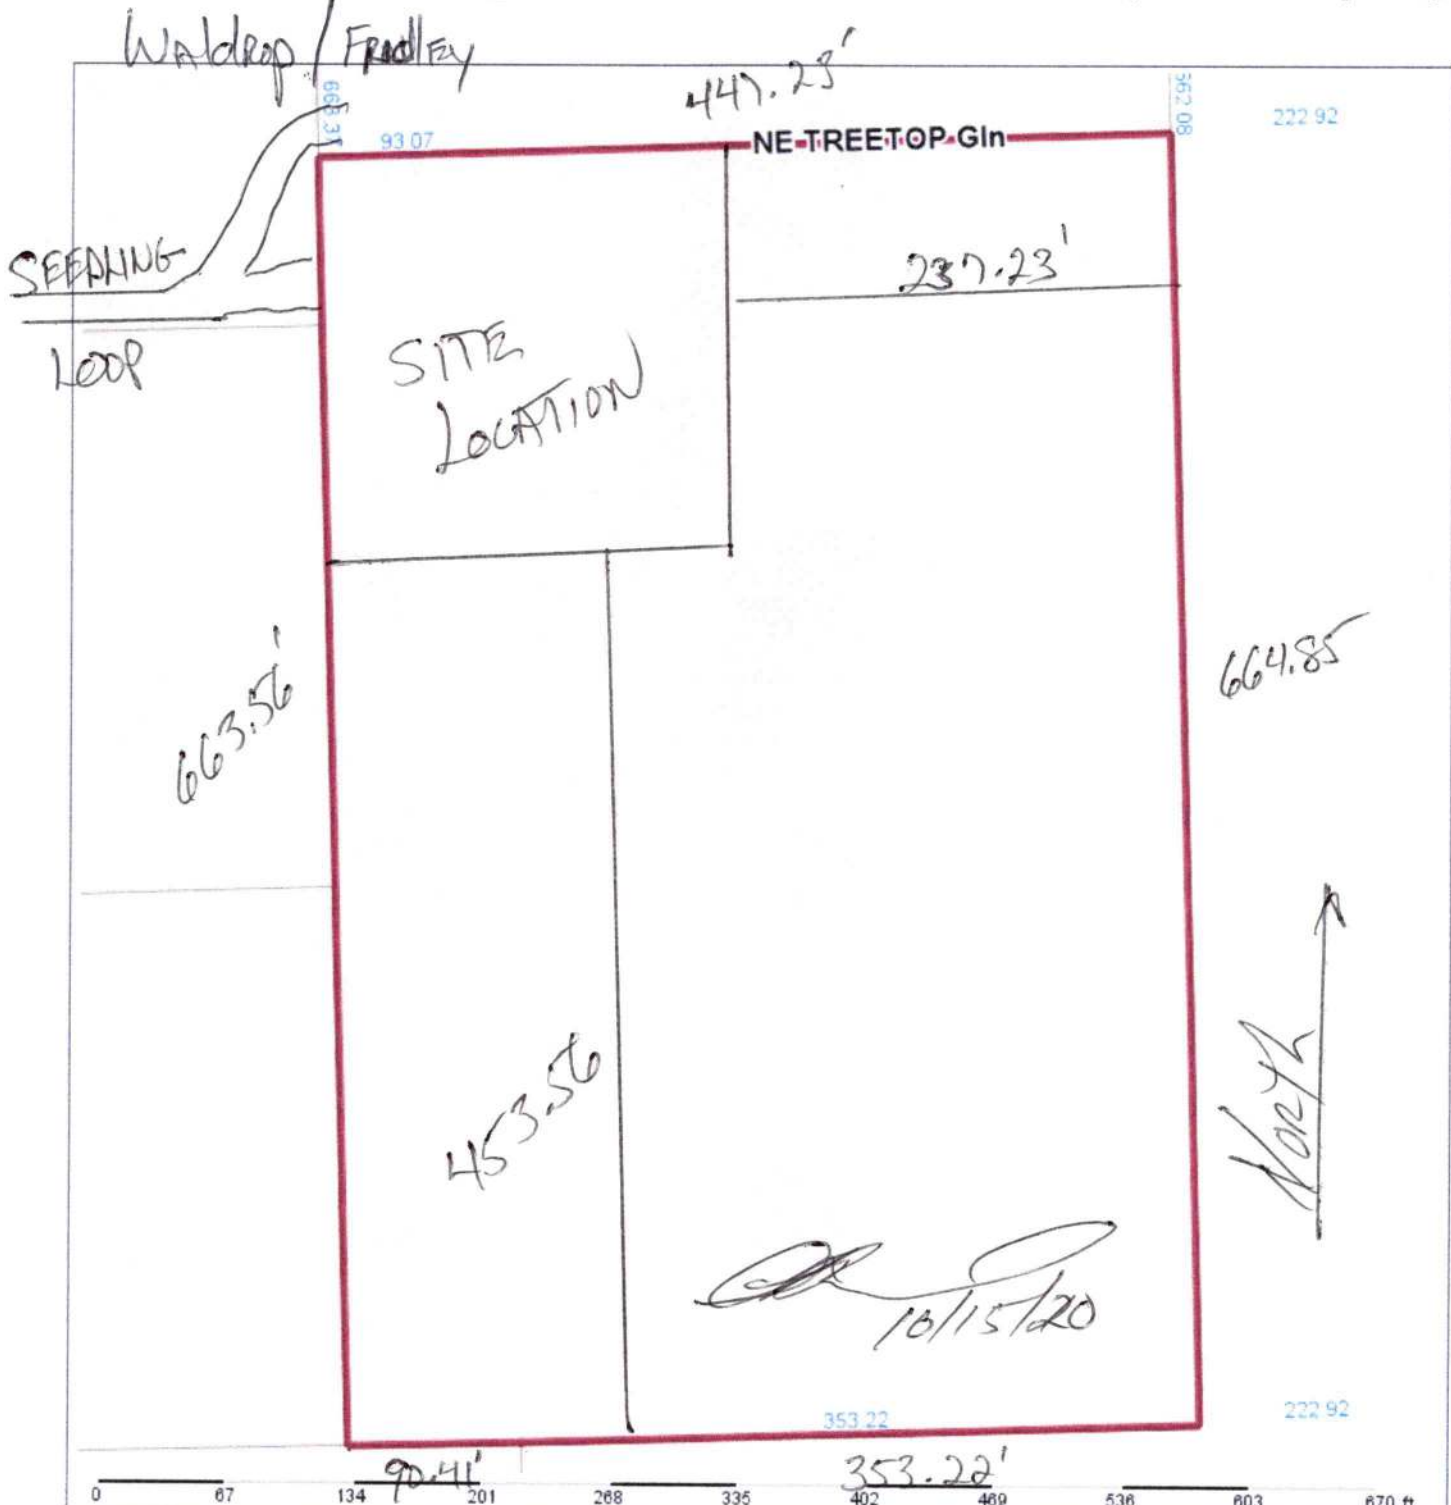 Waldrop / Fradley
447.23'
668.31
93 07
NE TREETOP Gln
662 08
222 92
SEEDLING
LOOP
237.23'
SITE
LOCATION
663.56'
664.85
453.56
North
10/15/20
353 22
222 92
90.41'
353.22'
0 67 134 201 268 335 402 469 536 603 670 ft